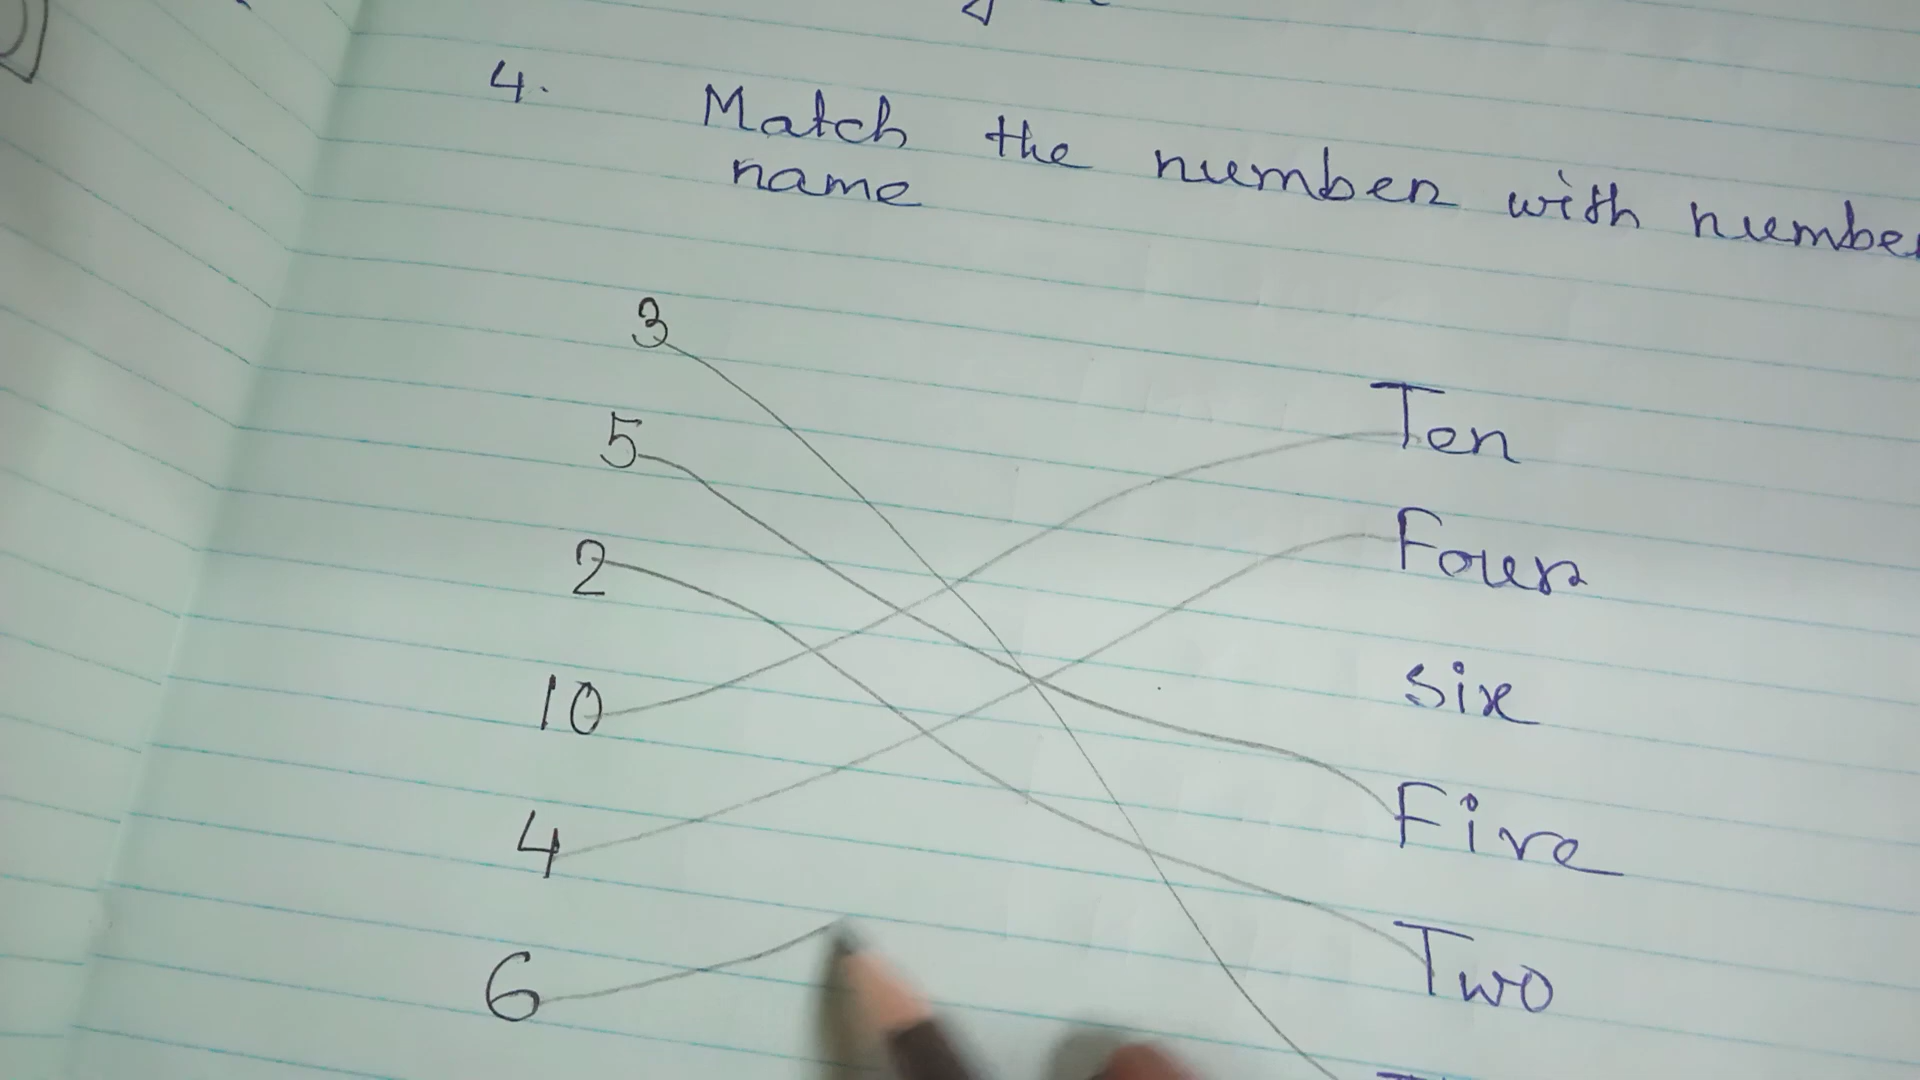 4. Match the number with number
name
3
5
2
10
4
6
Ten
Four
Six
Five
Two